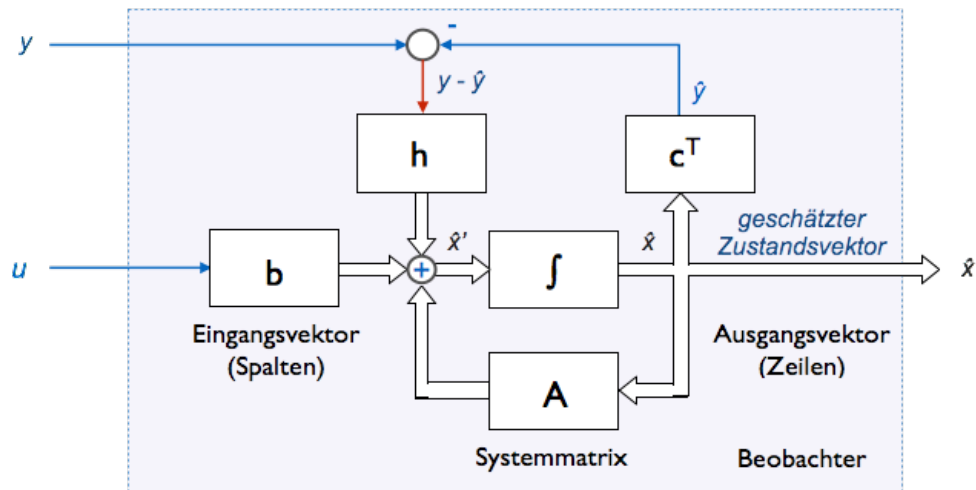 y
-
y - ŷ
ŷ
h
cᵀ
geschätzter
Zustandsvektor
u
b
+
x̂'
∫
x̂
x̂
Eingangsvektor
(Spalten)
Ausgangsvektor
(Zeilen)
A
Systemmatrix
Beobachter